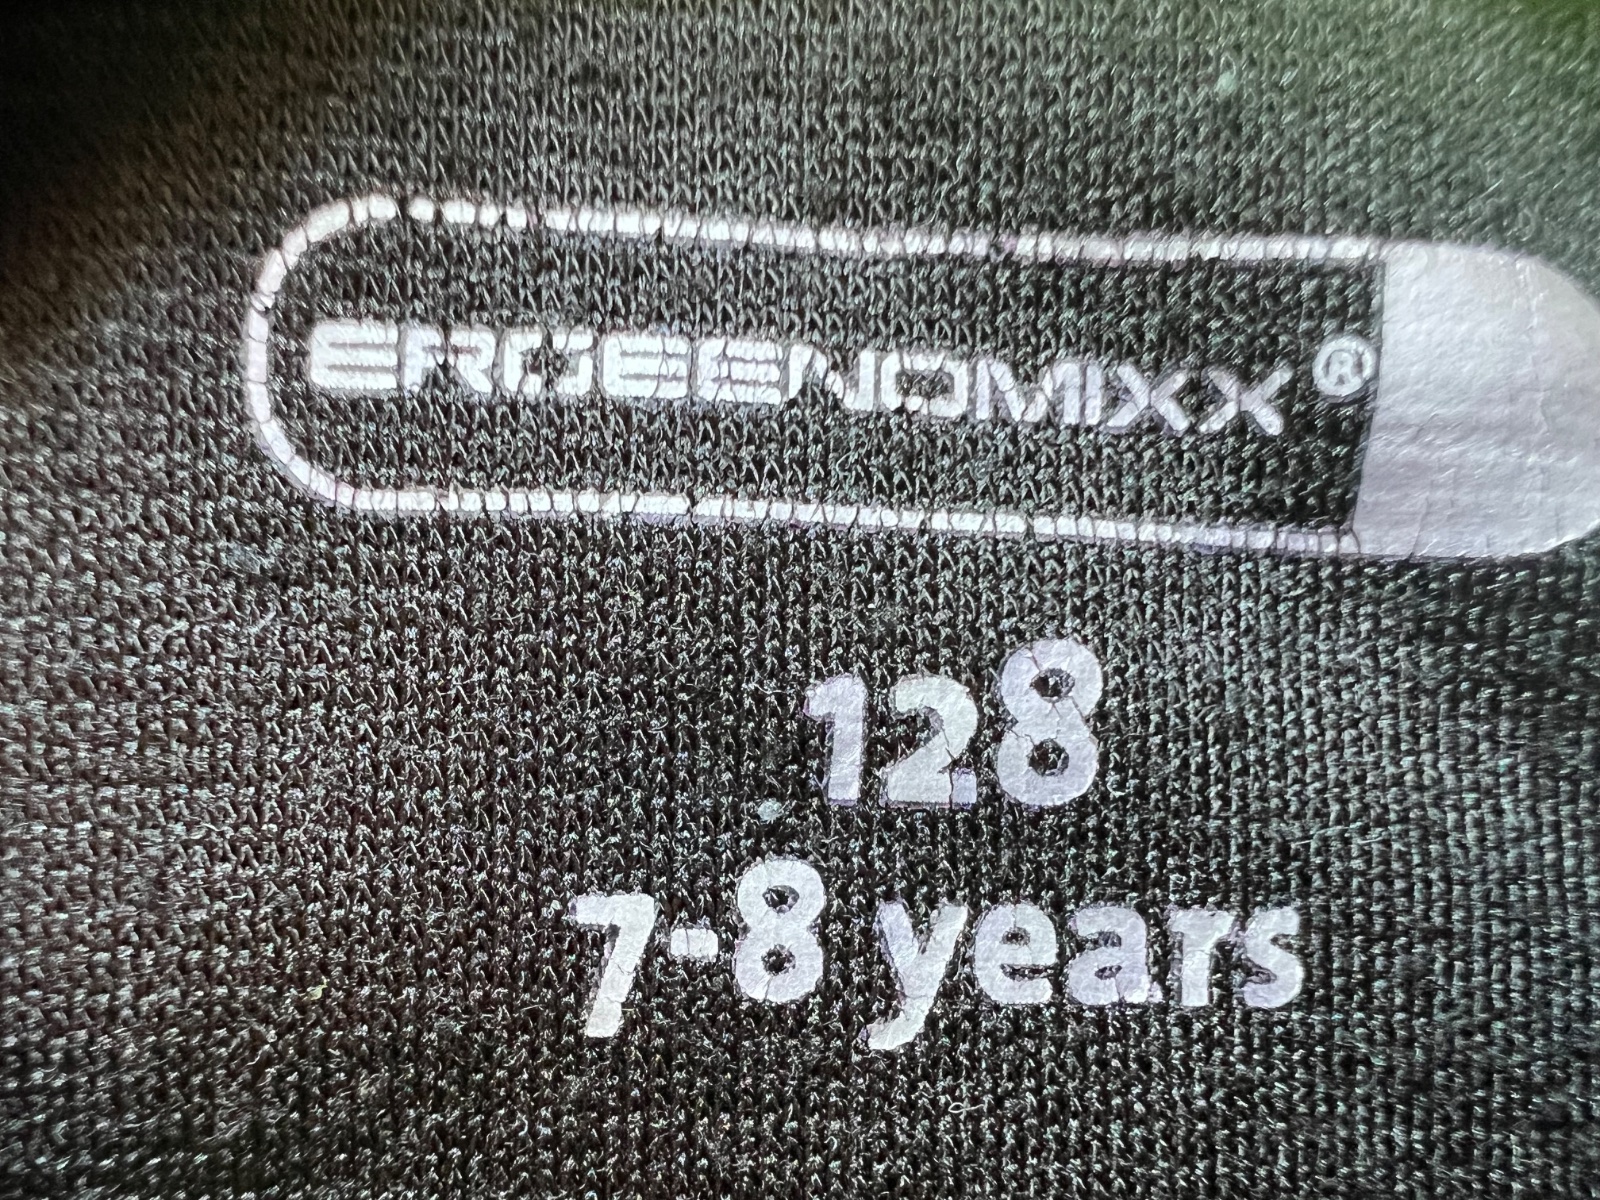 ERGEENOMIXX®
128
7-8 years